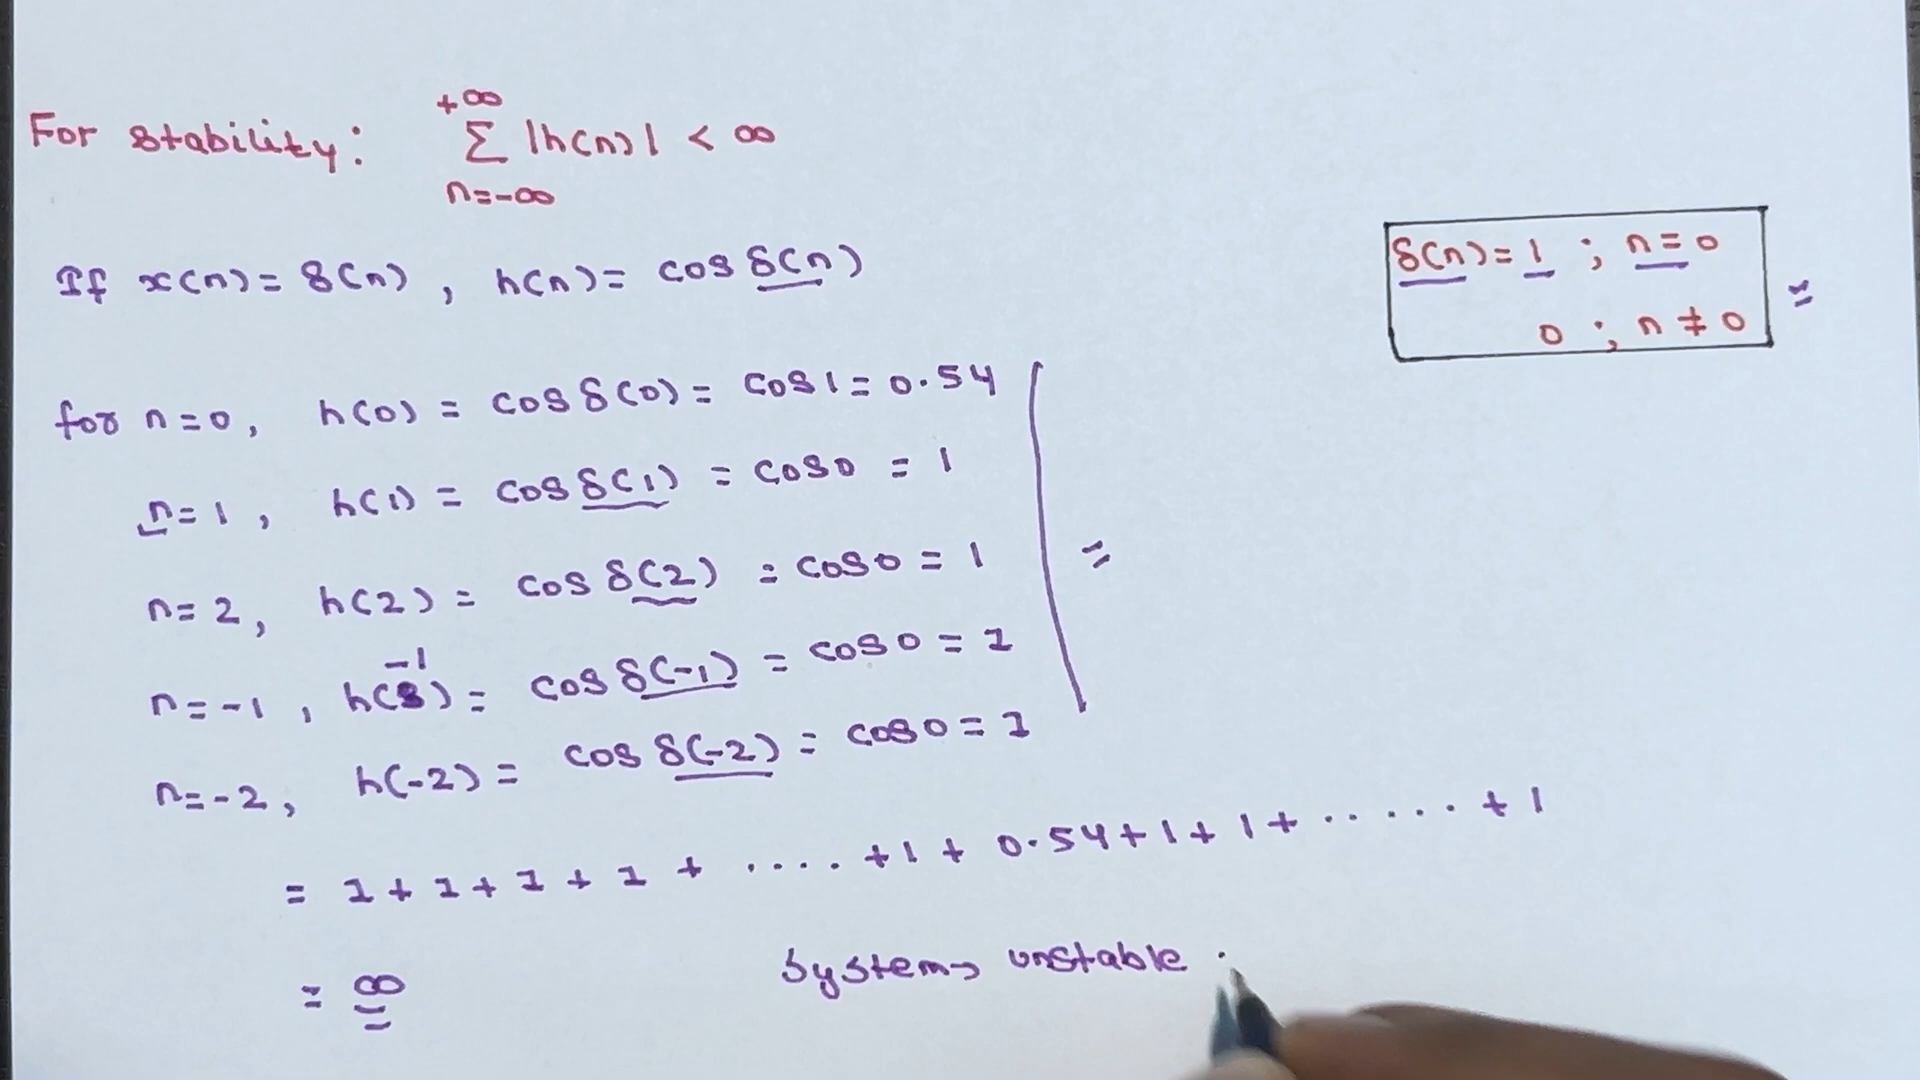 For stability: +∞ Σ n=-∞ |h(n)| < ∞
If x(n) = δ(n), h(n) = cos δ(n)
δ(n) = 1 ; n = 0
0 ; n ≠ 0
=
for n=0, h(0) = cos δ(0) = cos 1 = 0.54
n=1, h(1) = cos δ(1) = cos 0 = 1
n=2, h(2) = cos δ(2) = cos 0 = 1
=
n=-1, h(-1) = cos δ(-1) = cos 0 = 1
n=-2, h(-2) = cos δ(-2) = cos 0 = 1
= 1 + 1 + 1 + 1 + .... + 1 + 0.54 + 1 + 1 + ..... + 1
= ∞
System → unstable .